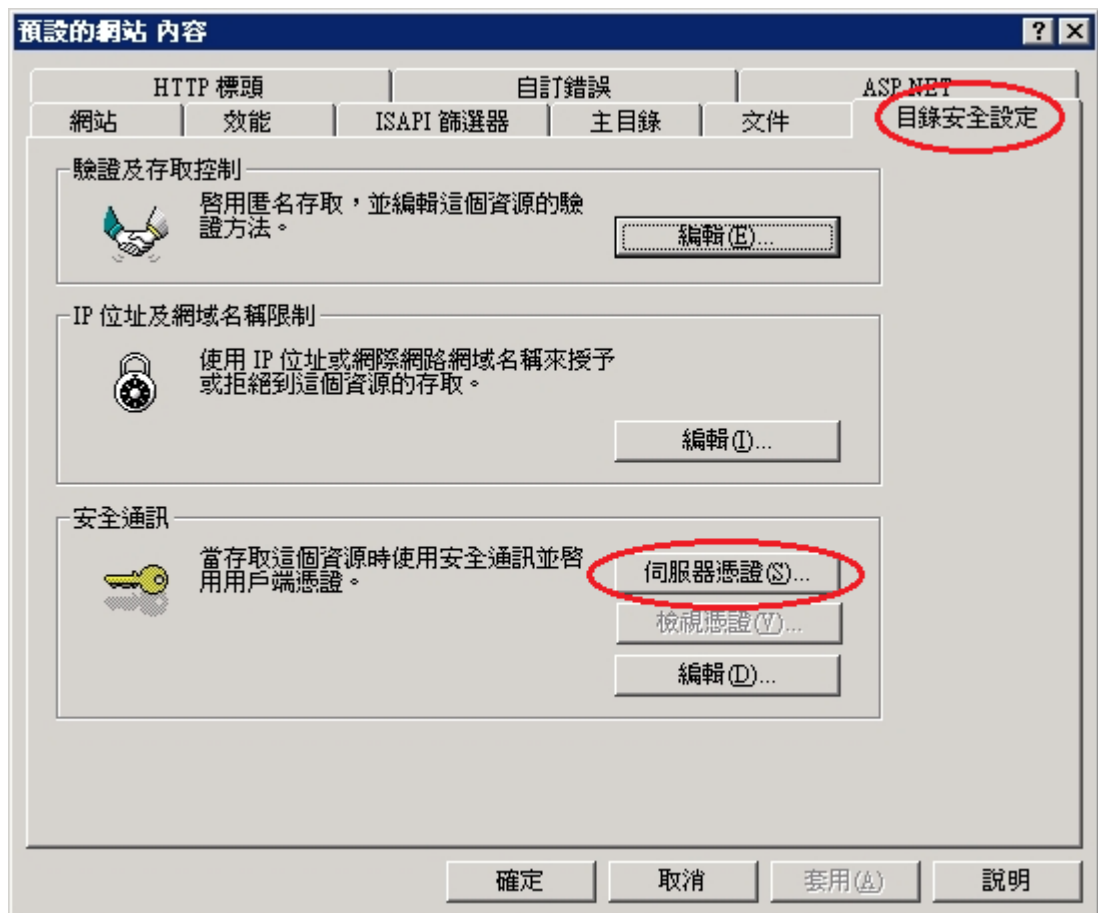 預設的網站 內容
HTTP 標頭
自訂錯誤
ASP.NET
網站
效能
ISAPI 篩選器
主目錄
文件
目錄安全設定
驗證及存取控制
啓用匿名存取，並編輯這個資源的驗
證方法。
編輯(E)...
IP 位址及網域名稱限制
使用 IP 位址或網際網路網域名稱來授予
或拒絕到這個資源的存取。
編輯(I)...
安全通訊
當存取這個資源時使用安全通訊並啓
用用戶端憑證。
伺服器憑證(S)...
檢視憑證(V)...
編輯(D)...
確定
取消
套用(A)
說明